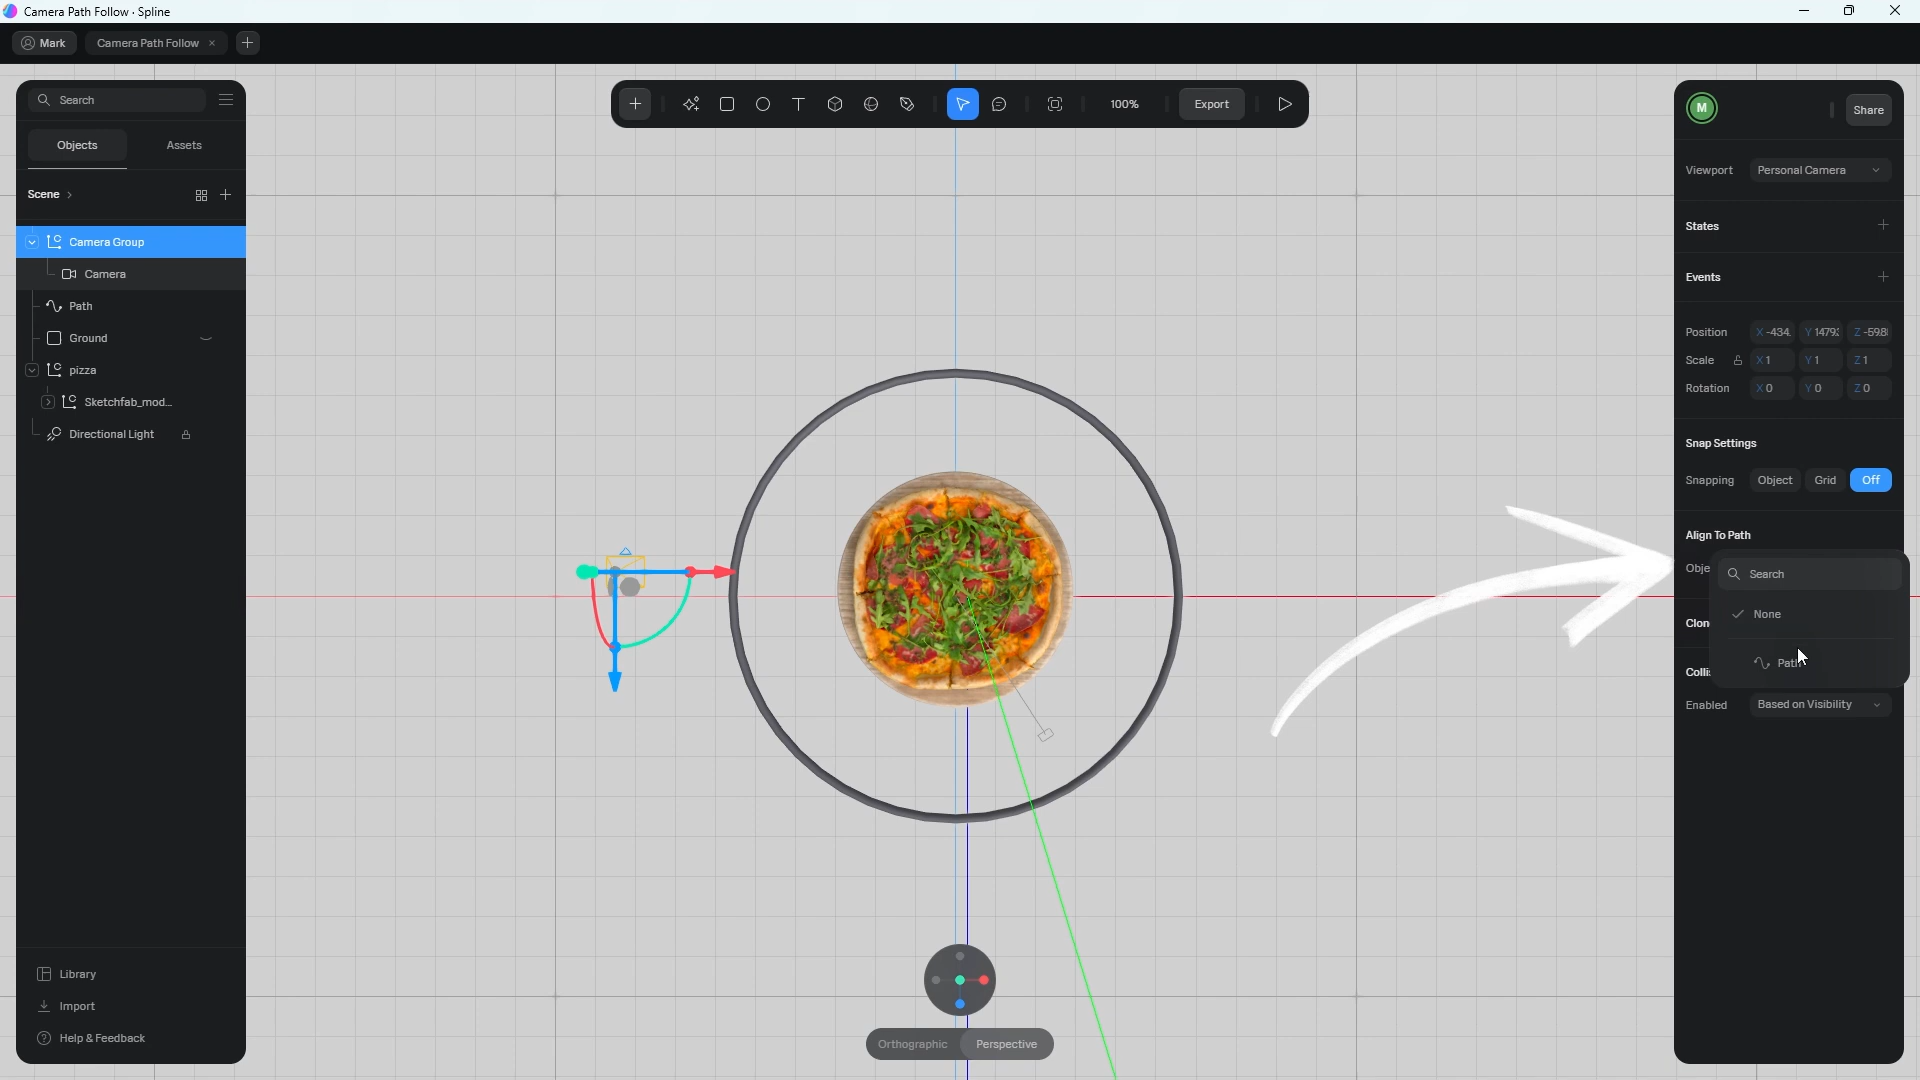 Camera Path Follow - Spline
Mark
Camera Path Follow
100%
Export
Search
Objects
Assets
Scene
Camera Group
Camera
Path
Ground
pizza
Sketchfab_mod...
Directional Light
Library
Import
Help & Feedback
Orthographic
Perspective
M
Share
Viewport
Personal Camera
States
Events
Position X -434. Y 1479 Z -59.8
Scale X 1 Y 1 Z 1
Rotation X 0 Y 0 Z 0
Snap Settings
Snapping Object Grid Off
Align To Path
Obje
Search
None
Clon
Path
Colli
Enabled Based on Visibility